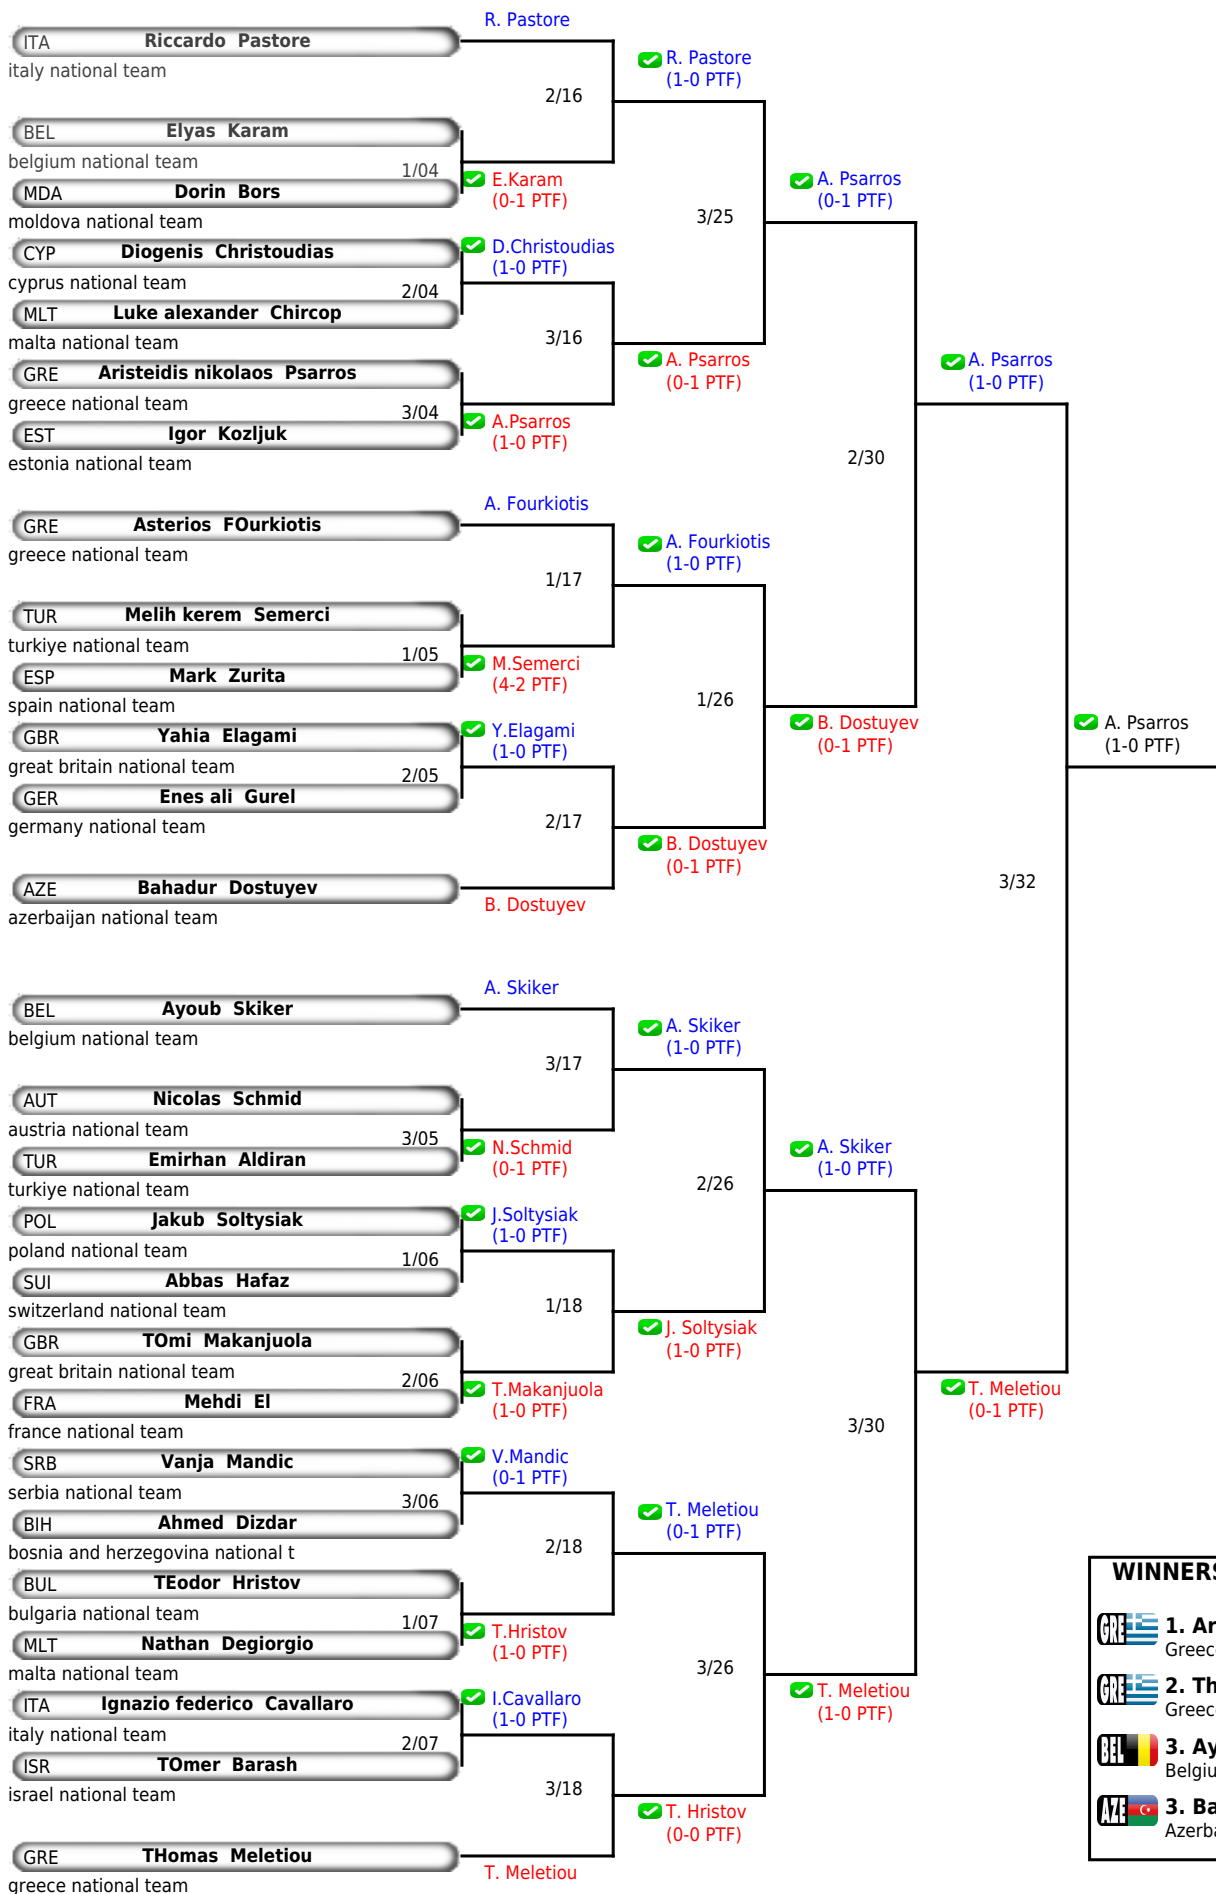 R. Pastore
ITA Riccardo Pastore
italy national team
R. Pastore
(1-0 PTF)
2/16
BEL Elyas Karam
belgium national team
1/04
E.Karam
(0-1 PTF)
MDA Dorin Bors
moldova national team
A. Psarros
(0-1 PTF)
3/25
CYP Diogenis Christoudias
cyprus national team
D.Christoudias
(1-0 PTF)
2/04
MLT Luke alexander Chircop
malta national team
3/16
GRE Aristeidis nikolaos Psarros
greece national team
A. Psarros
(0-1 PTF)
A. Psarros
(1-0 PTF)
3/04
A.Psarros
(1-0 PTF)
EST Igor Kozljuk
estonia national team
2/30
A. Fourkiotis
GRE Asterios FOurkiotis
greece national team
A. Fourkiotis
(1-0 PTF)
1/17
TUR Melih kerem Semerci
turkiye national team
1/05
M.Semerci
(4-2 PTF)
ESP Mark Zurita
spain national team
1/26
GBR Yahia Elagami
great britain national team
Y.Elagami
(1-0 PTF)
B. Dostuyev
(0-1 PTF)
A. Psarros
(1-0 PTF)
2/05
GER Enes ali Gurel
germany national team
2/17
B. Dostuyev
(0-1 PTF)
AZE Bahadur Dostuyev
azerbaijan national team
B. Dostuyev
3/32
A. Skiker
BEL Ayoub Skiker
belgium national team
A. Skiker
(1-0 PTF)
3/17
AUT Nicolas Schmid
austria national team
3/05
N.Schmid
(0-1 PTF)
A. Skiker
(1-0 PTF)
TUR Emirhan Aldiran
turkiye national team
2/26
POL Jakub Soltysiak
poland national team
J.Soltysiak
(1-0 PTF)
1/06
SUI Abbas Hafaz
switzerland national team
1/18
GBR TOmi Makanjuola
great britain national team
J. Soltysiak
(1-0 PTF)
2/06
T.Makanjuola
(1-0 PTF)
T. Meletiou
(0-1 PTF)
FRA Mehdi El
france national team
3/30
SRB Vanja Mandic
serbia national team
V.Mandic
(0-1 PTF)
3/06
BIH Ahmed Dizdar
bosnia and herzegovina national t
T. Meletiou
(0-1 PTF)
2/18
BUL TEodor Hristov
bulgaria national team
1/07
T.Hristov
(1-0 PTF)
MLT Nathan Degiorgio
malta national team
3/26
ITA Ignazio federico Cavallaro
italy national team
I.Cavallaro
(1-0 PTF)
T. Meletiou
(1-0 PTF)
2/07
ISR TOmer Barash
israel national team
3/18
T. Hristov
(0-0 PTF)
GRE THomas Meletiou
greece national team
T. Meletiou
WINNERS
GRE 1. Ar
Greec
GRE 2. Th
Greec
BEL 3. Ay
Belgiu
AZE 3. Ba
Azerba